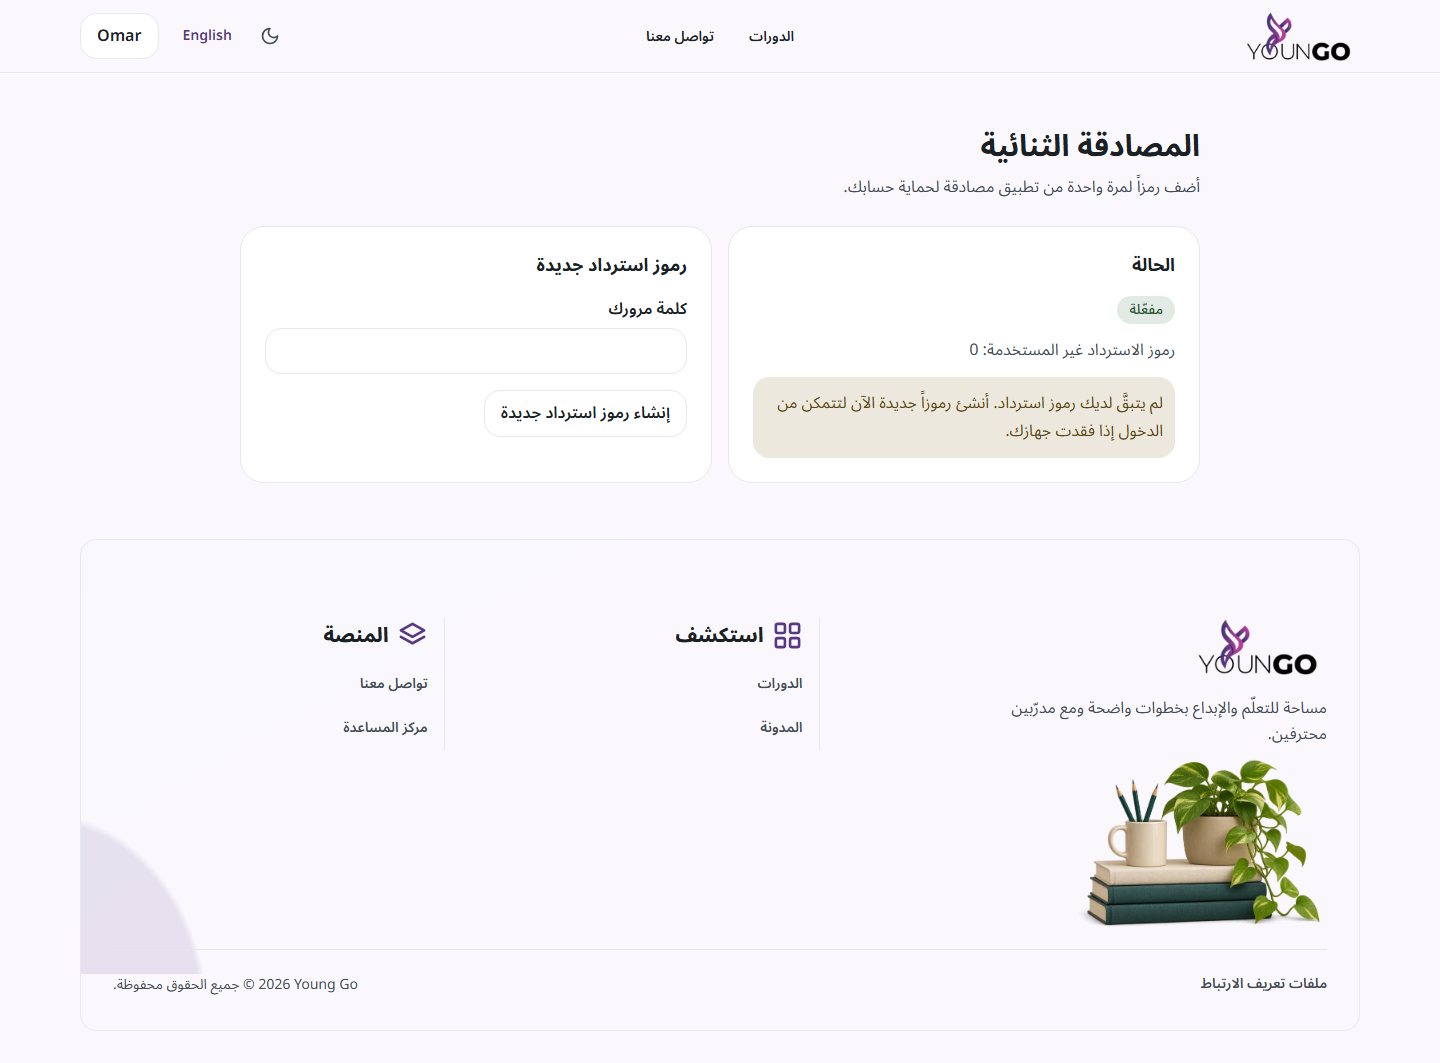 YOUNGO
الدورات
تواصل معنا
English
Omar
المصادقة الثنائية
أضف رمزاً لمرة واحدة من تطبيق مصادقة لحماية حسابك.
الحالة
مفعّلة
رموز الاسترداد غير المستخدمة: 0
لم يتبقَّ لديك رموز استرداد. أنشئ رموزاً جديدة الآن لتتمكن من
الدخول إذا فقدت جهازك.
رموز استرداد جديدة
كلمة مرورك
إنشاء رموز استرداد جديدة
YOUNGO
مساحة للتعلّم والإبداع بخطوات واضحة ومع مدرّبين
محترفين.
استكشف
الدورات
المدونة
المنصة
تواصل معنا
مركز المساعدة
ملفات تعريف الارتباط
Young Go 2026 © جميع الحقوق محفوظة.